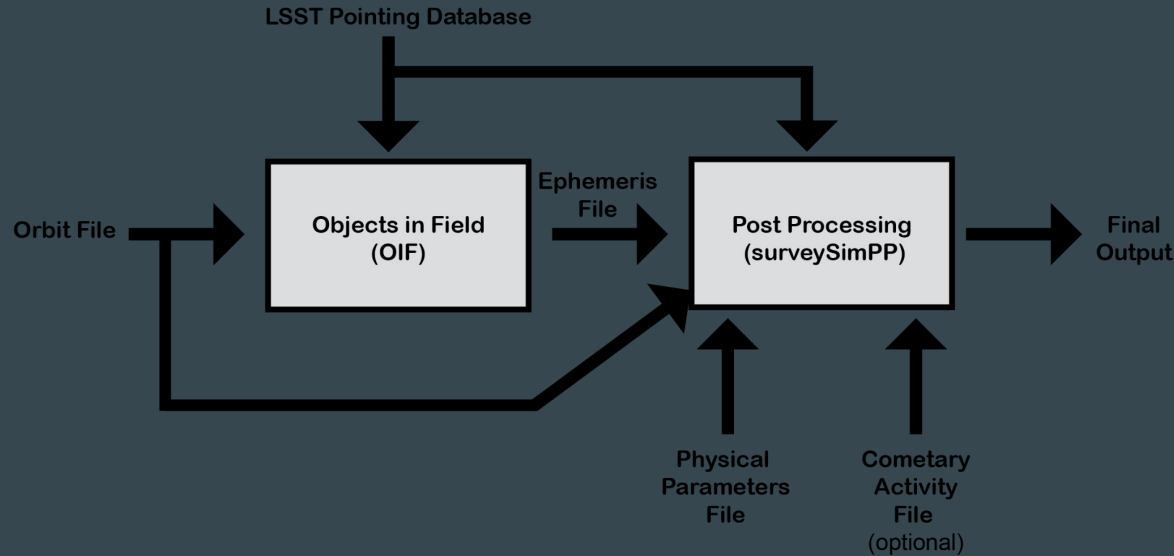 LSST Pointing Database
Orbit File
Objects in Field
(OIF)
Ephemeris
File
Post Processing
(surveySimPP)
Final
Output
Physical
Parameters
File
Cometary
Activity
File
(optional)